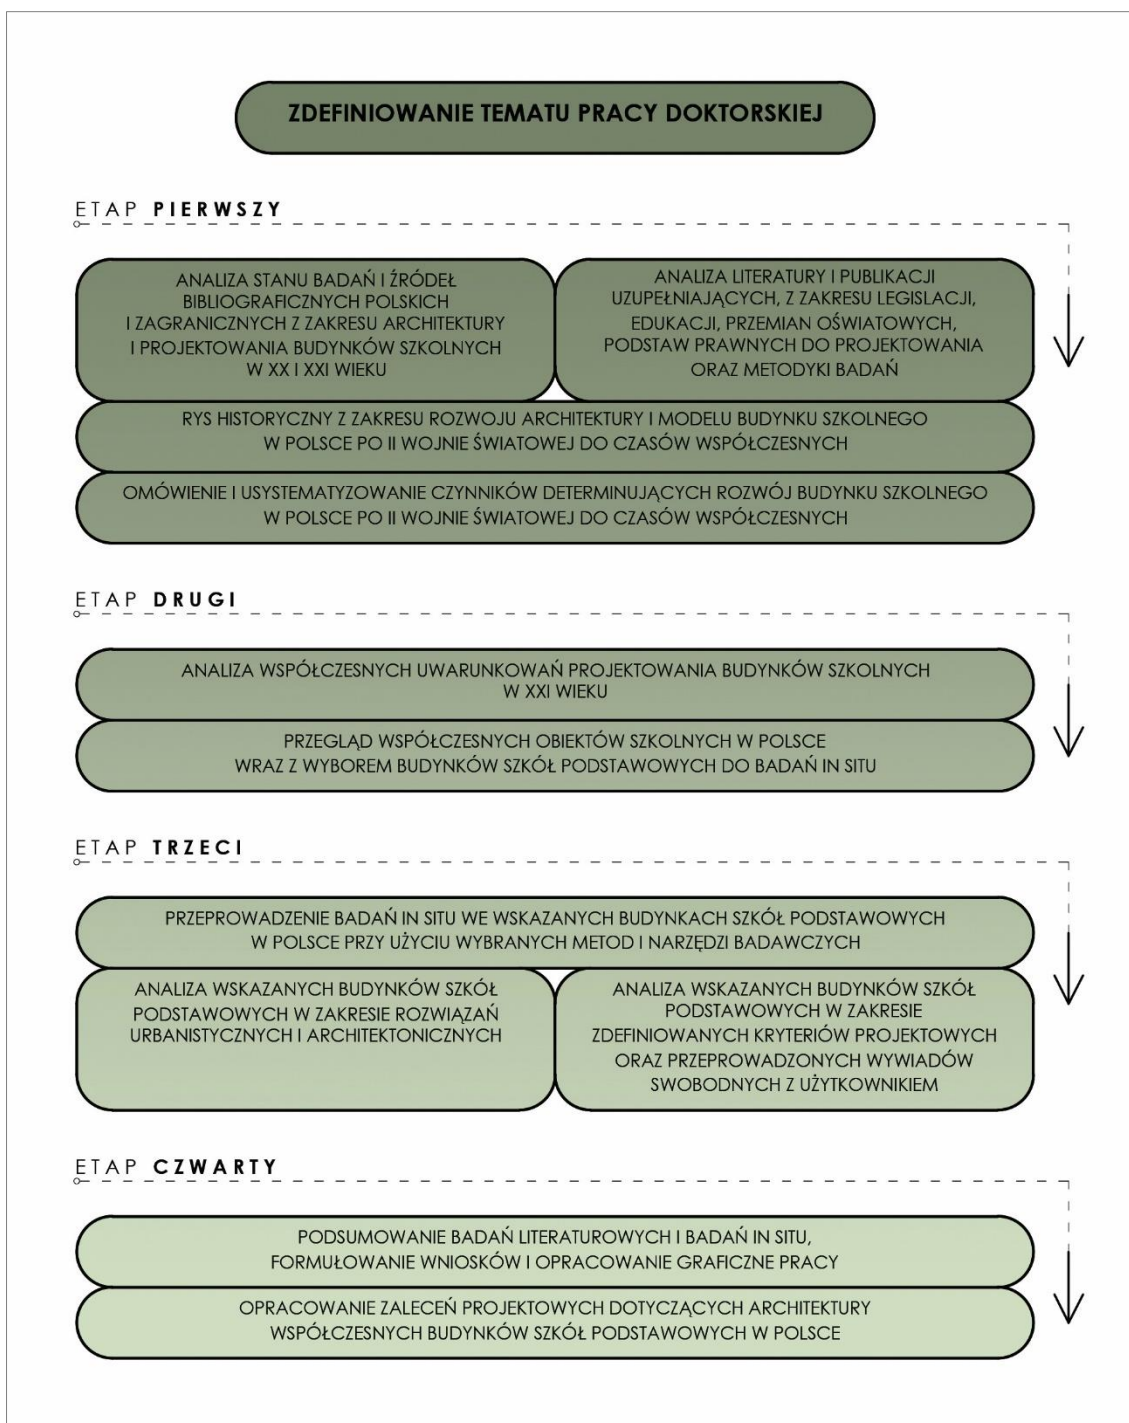 ZDEFINIOWANIE TEMATU PRACY DOKTORSKIEJ
ETAP PIERWSZY
ANALIZA STANU BADAŃ I ŹRÓDEŁ
BIBLIOGRAFICZNYCH POLSKICH
I ZAGRANICZNYCH Z ZAKRESU ARCHITEKTURY
I PROJEKTOWANIA BUDYNKÓW SZKOLNYCH
W XX I XXI WIEKU
ANALIZA LITERATURY I PUBLIKACJI
UZUPEŁNIAJĄCYCH, Z ZAKRESU LEGISLACJI,
EDUKACJI, PRZEMIAN OŚWIATOWYCH,
PODSTAW PRAWNYCH DO PROJEKTOWANIA
ORAZ METODYKI BADAŃ
RYS HISTORYCZNY Z ZAKRESU ROZWOJU ARCHITEKTURY I MODELU BUDYNKU SZKOLNEGO
W POLSCE PO II WOJNIE ŚWIATOWEJ DO CZASÓW WSPÓŁCZESNYCH
OMÓWIENIE I USYSTEMATYZOWANIE CZYNNIKÓW DETERMINUJĄCYCH ROZWÓJ BUDYNKU SZKOLNEGO
W POLSCE PO II WOJNIE ŚWIATOWEJ DO CZASÓW WSPÓŁCZESNYCH
ETAP DRUGI
ANALIZA WSPÓŁCZESNYCH UWARUNKOWAŃ PROJEKTOWANIA BUDYNKÓW SZKOLNYCH
W XXI WIEKU
PRZEGLĄD WSPÓŁCZESNYCH OBIEKTÓW SZKOLNYCH W POLSCE
WRAZ Z WYBOREM BUDYNKÓW SZKÓŁ PODSTAWOWYCH DO BADAŃ IN SITU
ETAP TRZECI
PRZEPROWADZENIE BADAŃ IN SITU WE WSKAZANYCH BUDYNKACH SZKÓŁ PODSTAWOWYCH
W POLSCE PRZY UŻYCIU WYBRANYCH METOD I NARZĘDZI BADAWCZYCH
ANALIZA WSKAZANYCH BUDYNKÓW SZKÓŁ
PODSTAWOWYCH W ZAKRESIE ROZWIĄZAŃ
URBANISTYCZNYCH I ARCHITEKTONICZNYCH
ANALIZA WSKAZANYCH BUDYNKÓW SZKÓŁ
PODSTAWOWYCH W ZAKRESIE
ZDEFINIOWANYCH KRYTERIÓW PROJEKTOWYCH
ORAZ PRZEPROWADZONYCH WYWIADÓW
SWOBODNYCH Z UŻYTKOWNIKIEM
ETAP CZWARTY
PODSUMOWANIE BADAŃ LITERATUROWYCH I BADAŃ IN SITU,
FORMUŁOWANIE WNIOSKÓW I OPRACOWANIE GRAFICZNE PRACY
OPRACOWANIE ZALECEŃ PROJEKTOWYCH DOTYCZĄCYCH ARCHITEKTURY
WSPÓŁCZESNYCH BUDYNKÓW SZKÓŁ PODSTAWOWYCH W POLSCE